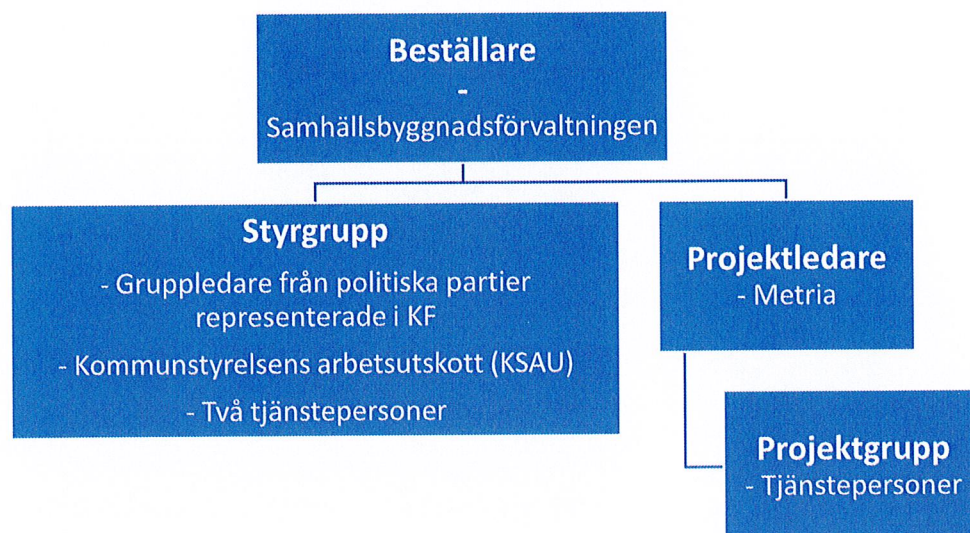 Beställare
-
Samhällsbyggnadsförvaltningen
Styrgrupp
- Gruppledare från politiska partier
representerade i KF
- Kommunstyrelsens arbetsutskott (KSAU)
- Två tjänstepersoner
Projektledare
- Metria
Projektgrupp
- Tjänstepersoner